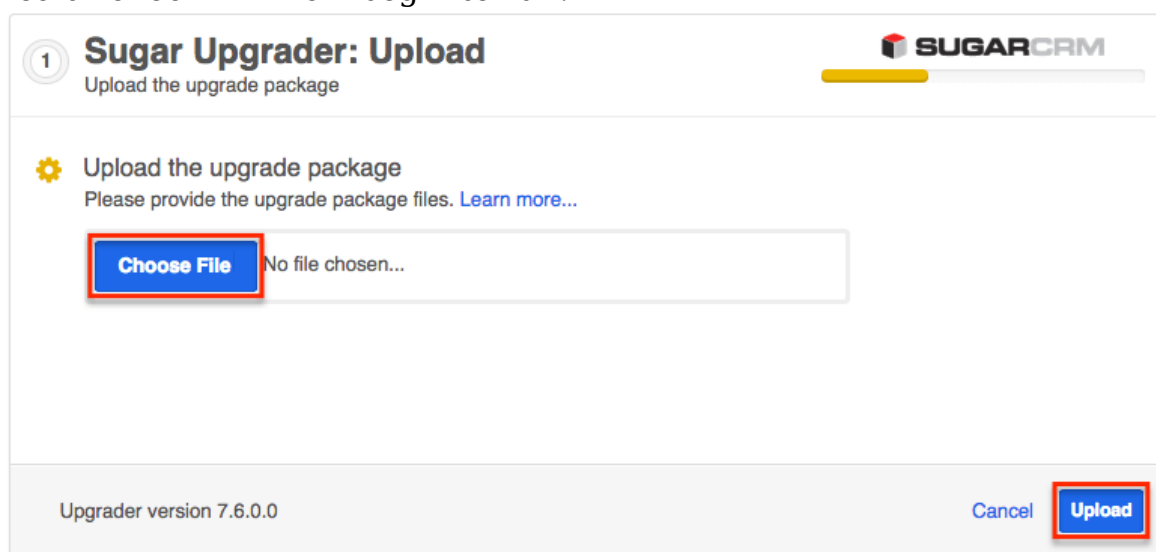 1
Sugar Upgrader: Upload
SUGARCRM
Upload the upgrade package
Upload the upgrade package
Please provide the upgrade package files. Learn more...
Choose File No file chosen...
Upgrader version 7.6.0.0
Cancel Upload